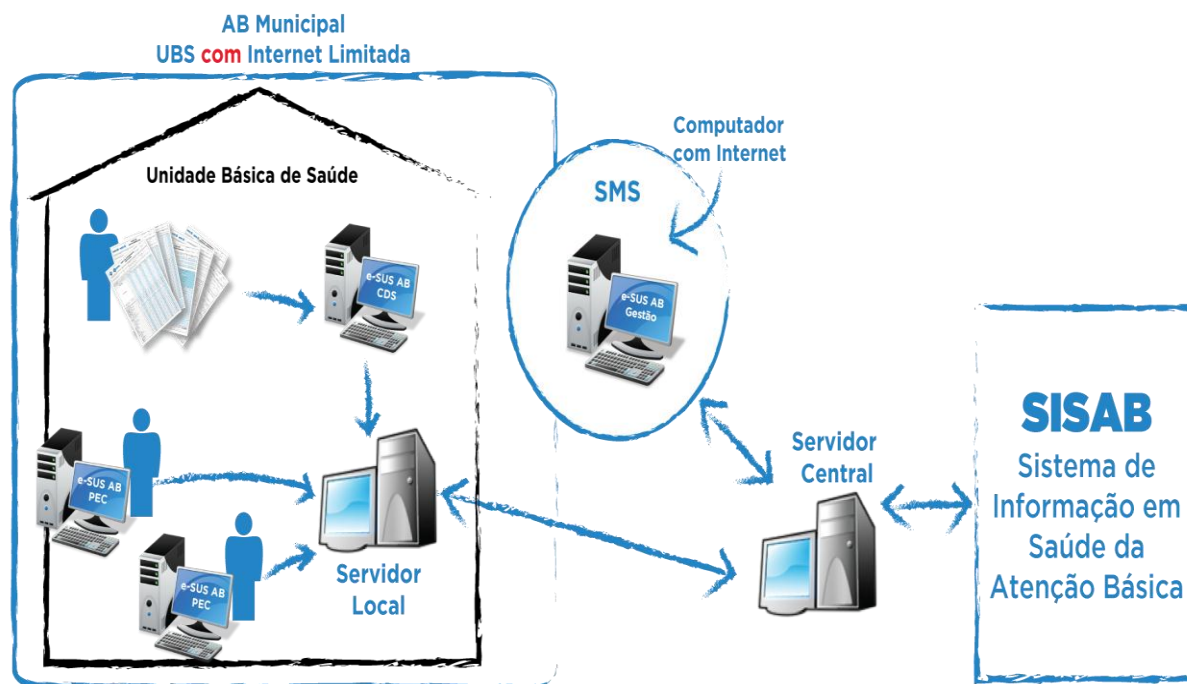 AB Municipal
UBS com Internet Limitada
Unidade Básica de Saúde
e-SUS AB
CDS
e-SUS AB
PEC
e-SUS AB
PEC
Servidor
Local
Computador
com Internet
SMS
e-SUS AB
Gestão
Servidor
Central
SISAB
Sistema de
Informação em
Saúde da
Atenção Básica